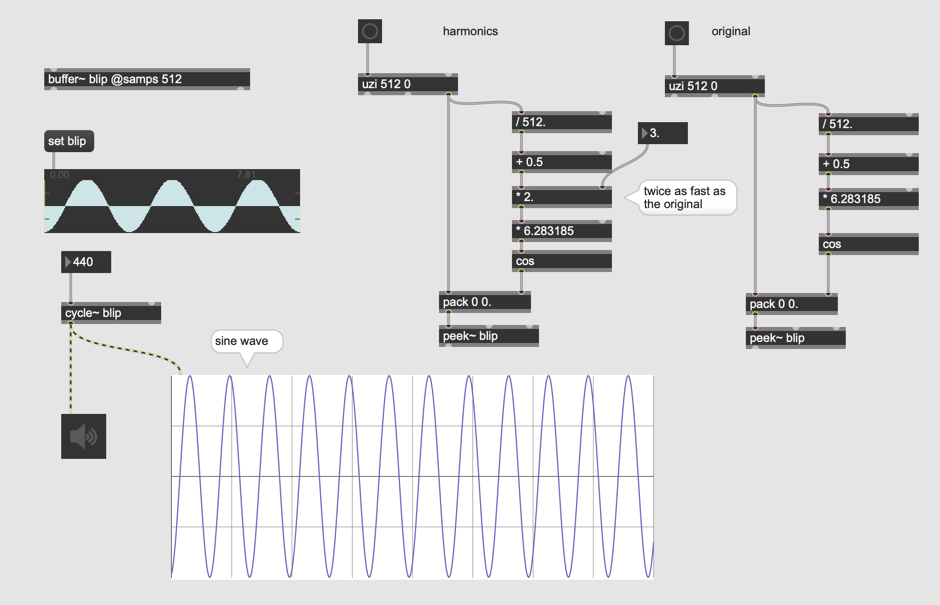 harmonics
original
buffer~ blip @samps 512
uzi 512 0
uzi 512 0
/ 512.
/ 512.
3.
set blip
+ 0.5
+ 0.5
0.00
7.81
* 2.
twice as fast as
the original
* 6.283185
* 6.283185
cos
cos
440
cycle~ blip
pack 0 0.
pack 0 0.
peek~ blip
peek~ blip
sine wave